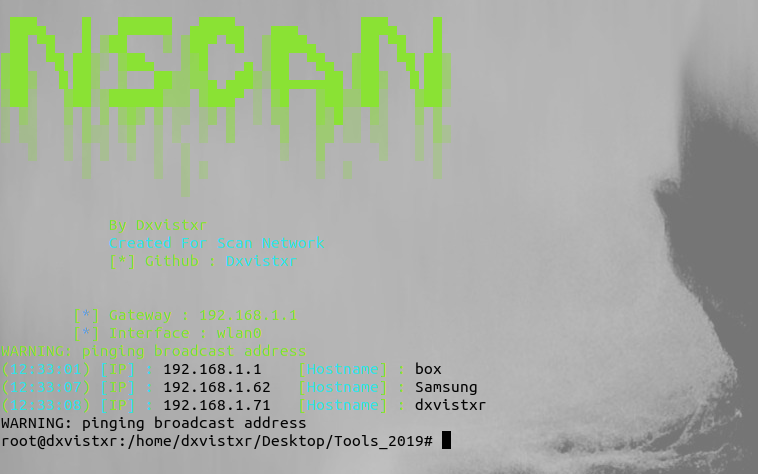 NSCAN
By Dxvistxr
Created For Scan Network
[*] Github : Dxvistxr
[*] Gateway : 192.168.1.1
[*] Interface : wlan0
WARNING: pinging broadcast address
(12:33:01) [IP] : 192.168.1.1 [Hostname] : box
(12:33:07) [IP] : 192.168.1.62 [Hostname] : Samsung
(12:33:08) [IP] : 192.168.1.71 [Hostname] : dxvistxr
WARNING: pinging broadcast address
root@dxvistxr:/home/dxvistxr/Desktop/Tools_2019#